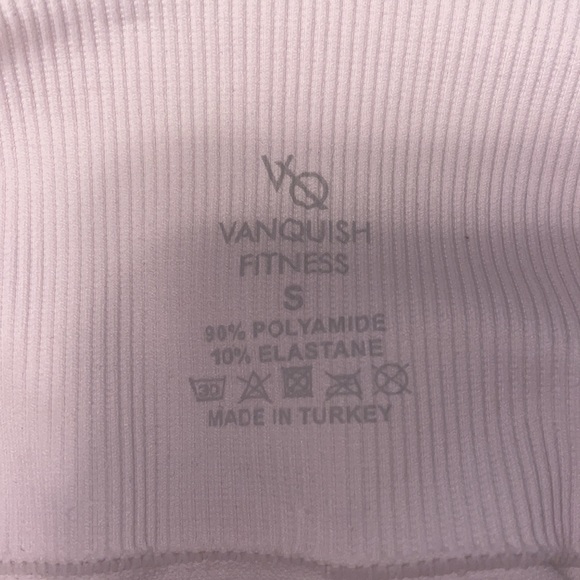 VQ
VANQUISH
FITNESS
S
90% POLYAMIDE
10% ELASTANE
30
MADE IN TURKEY